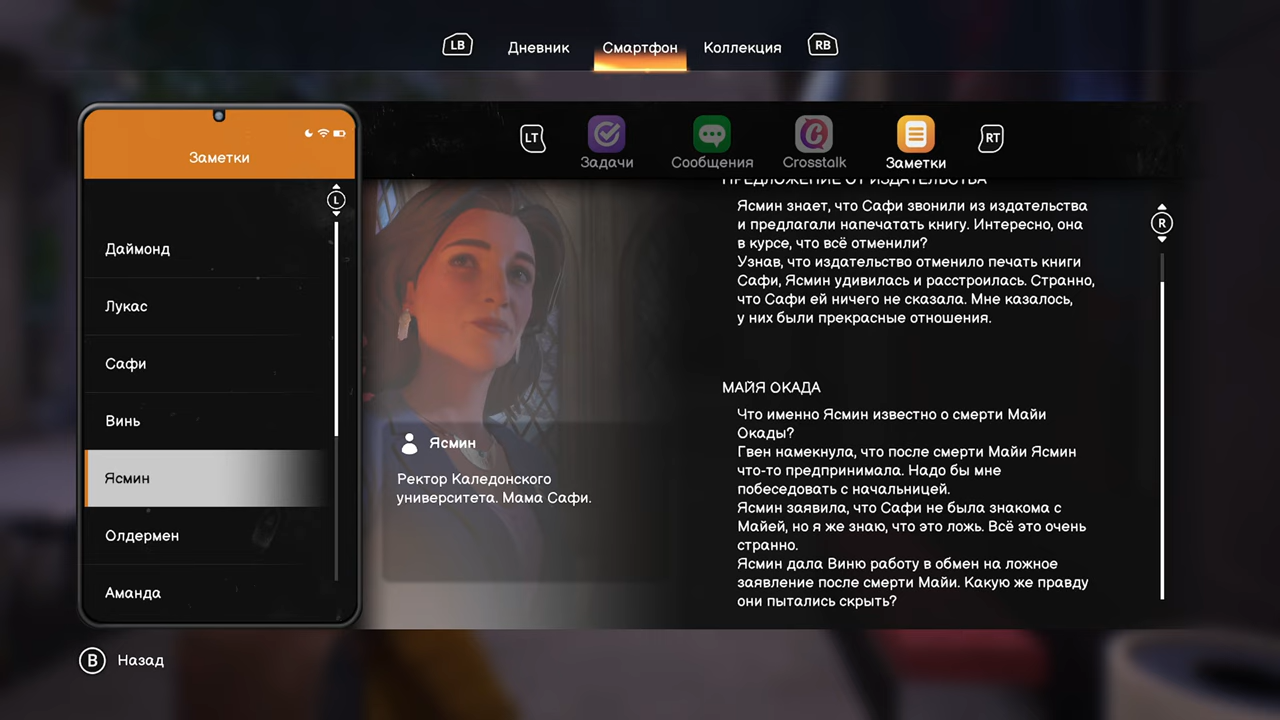 LB
Дневник
Смартфон
Коллекция
RB
Заметки
L
Даймонд
Лукас
Сафи
Винь
Ясмин
Олдермен
Аманда
LT
Задачи
Сообщения
Crosstalk
Заметки
RT
Ясмин
Ректор Каледонского
университета. Мама Сафи.
ПРЕДЛОЖЕНИЕ ОТ ИЗДАТЕЛЬСТВА
Ясмин знает, что Сафи звонили из издательства
и предлагали напечатать книгу. Интересно, она
в курсе, что всё отменили?
Узнав, что издательство отменило печать книги
Сафи, Ясмин удивилась и расстроилась. Странно,
что Сафи ей ничего не сказала. Мне казалось,
у них были прекрасные отношения.
МАЙЯ ОКАДА
Что именно Ясмин известно о смерти Майи
Окады?
Гвен намекнула, что после смерти Майи Ясмин
что-то предпринимала. Надо бы мне
побеседовать с начальницей.
Ясмин заявила, что Сафи не была знакома с
Майей, но я же знаю, что это ложь. Всё это очень
странно.
Ясмин дала Виню работу в обмен на ложное
заявление после смерти Майи. Какую же правду
они пытались скрыть?
R
B Назад